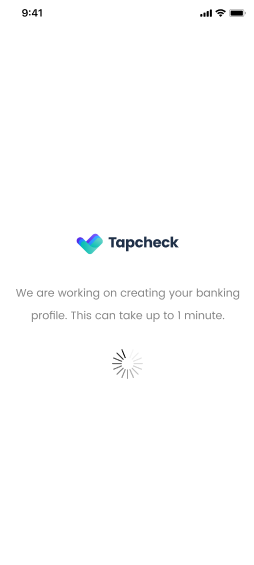 9:41
Tapcheck
We are working on creating your banking
profile. This can take up to 1 minute.